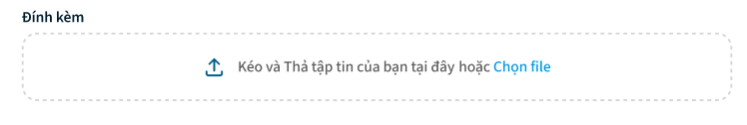 Đính kèm
Kéo và Thả tập tin của bạn tại đây hoặc Chọn file